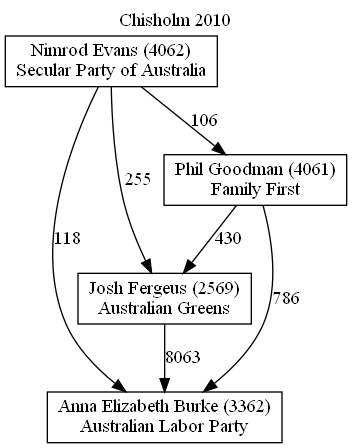 Chisholm 2010
Nimrod Evans (4062)
Secular Party of Australia
106
Phil Goodman (4061)
Family First
255
118
430
786
Josh Fergeus (2569)
Australian Greens
8063
Anna Elizabeth Burke (3362)
Australian Labor Party